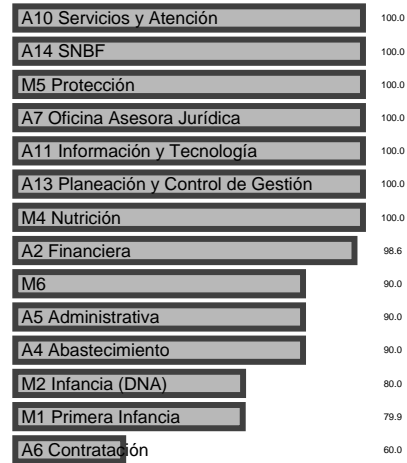 A10 Servicios y Atención 100.0
A14 SNBF 100.0
M5 Protección 100.0
A7 Oficina Asesora Jurídica 100.0
A11 Información y Tecnología 100.0
A13 Planeación y Control de Gestión 100.0
M4 Nutrición 100.0
A2 Financiera 98.6
M6 90.0
A5 Administrativa 90.0
A4 Abastecimiento 90.0
M2 Infancia (DNA) 80.0
M1 Primera Infancia 79.9
A6 Contratación 60.0